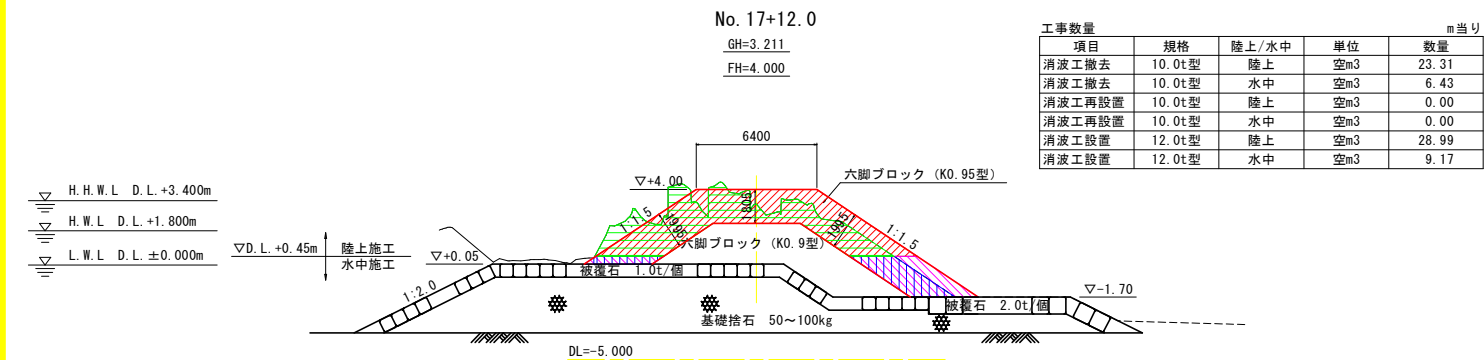 No.17+12.0
GH=3.211
FH=4.000
工事数量 m当り
項目 規格 陸上/水中 単位 数量
消波工撤去 10.0t型 陸上 空m3 23.31
消波工撤去 10.0t型 水中 空m3 6.43
消波工再設置 10.0t型 陸上 空m3 0.00
消波工再設置 10.0t型 水中 空m3 0.00
消波工設置 12.0t型 陸上 空m3 28.99
消波工設置 12.0t型 水中 空m3 9.17
6400
六脚ブロック (K0.95型)
▽+4.00
H.H.W.L D.L.+3.400m
H.W.L D.L.+1.800m
L.W.L D.L.±0.000m
▽D.L.+0.45m
陸上施工
水中施工
1:1.5
1995
1805
1995
1:1.5
六脚ブロック (K0.9型)
▽+0.05
被覆石 1.0t/個
1:2.0
▽-1.70
被覆石 2.0t/個
基礎捨石 50～100kg
DL=-5.000